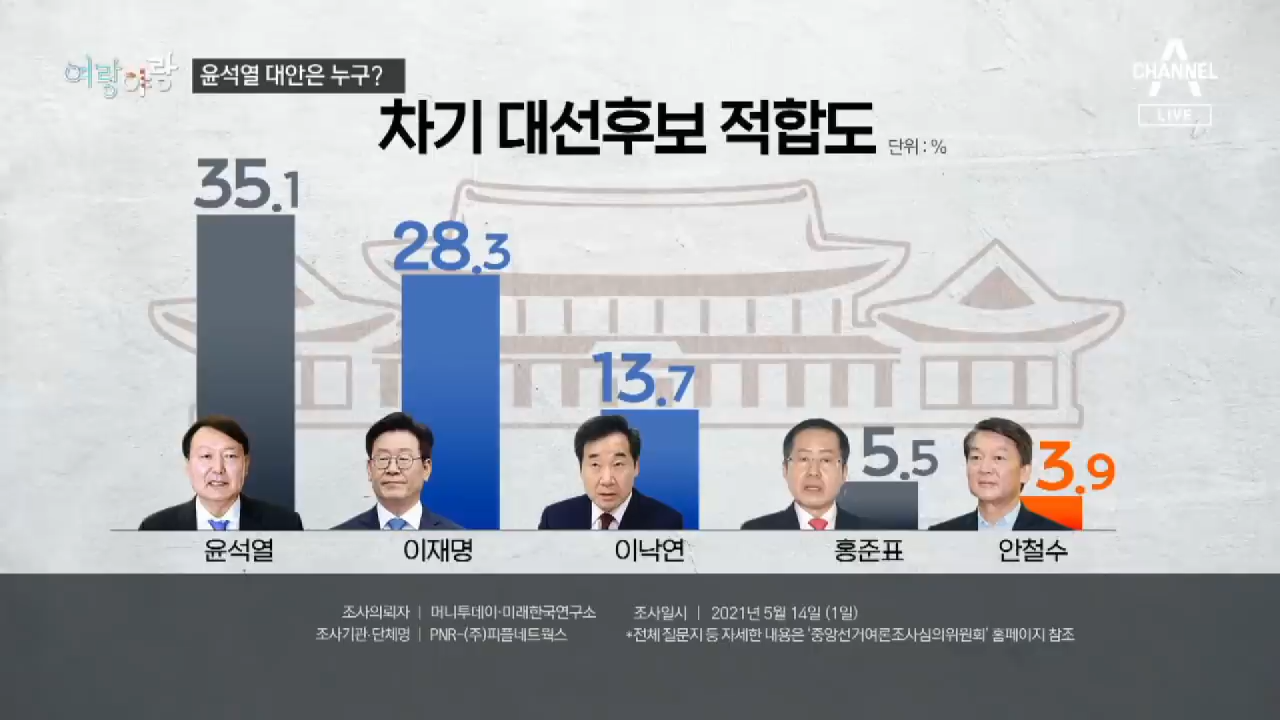 여랑야랑
윤석열 대안은 누구?
CHANNEL A
LIVE
차기 대선후보 적합도
단위 : %
35.1
28.3
13.7
5.5
3.9
윤석열
이재명
이낙연
홍준표
안철수
조사의뢰자 | 머니투데이·미래한국연구소
조사일시 | 2021년 5월 14일 (1일)
조사기관·단체명 | PNR-(주)피플네트웍스
*전체 질문지 등 자세한 내용은 '중앙선거여론조사심의위원회' 홈페이지 참조